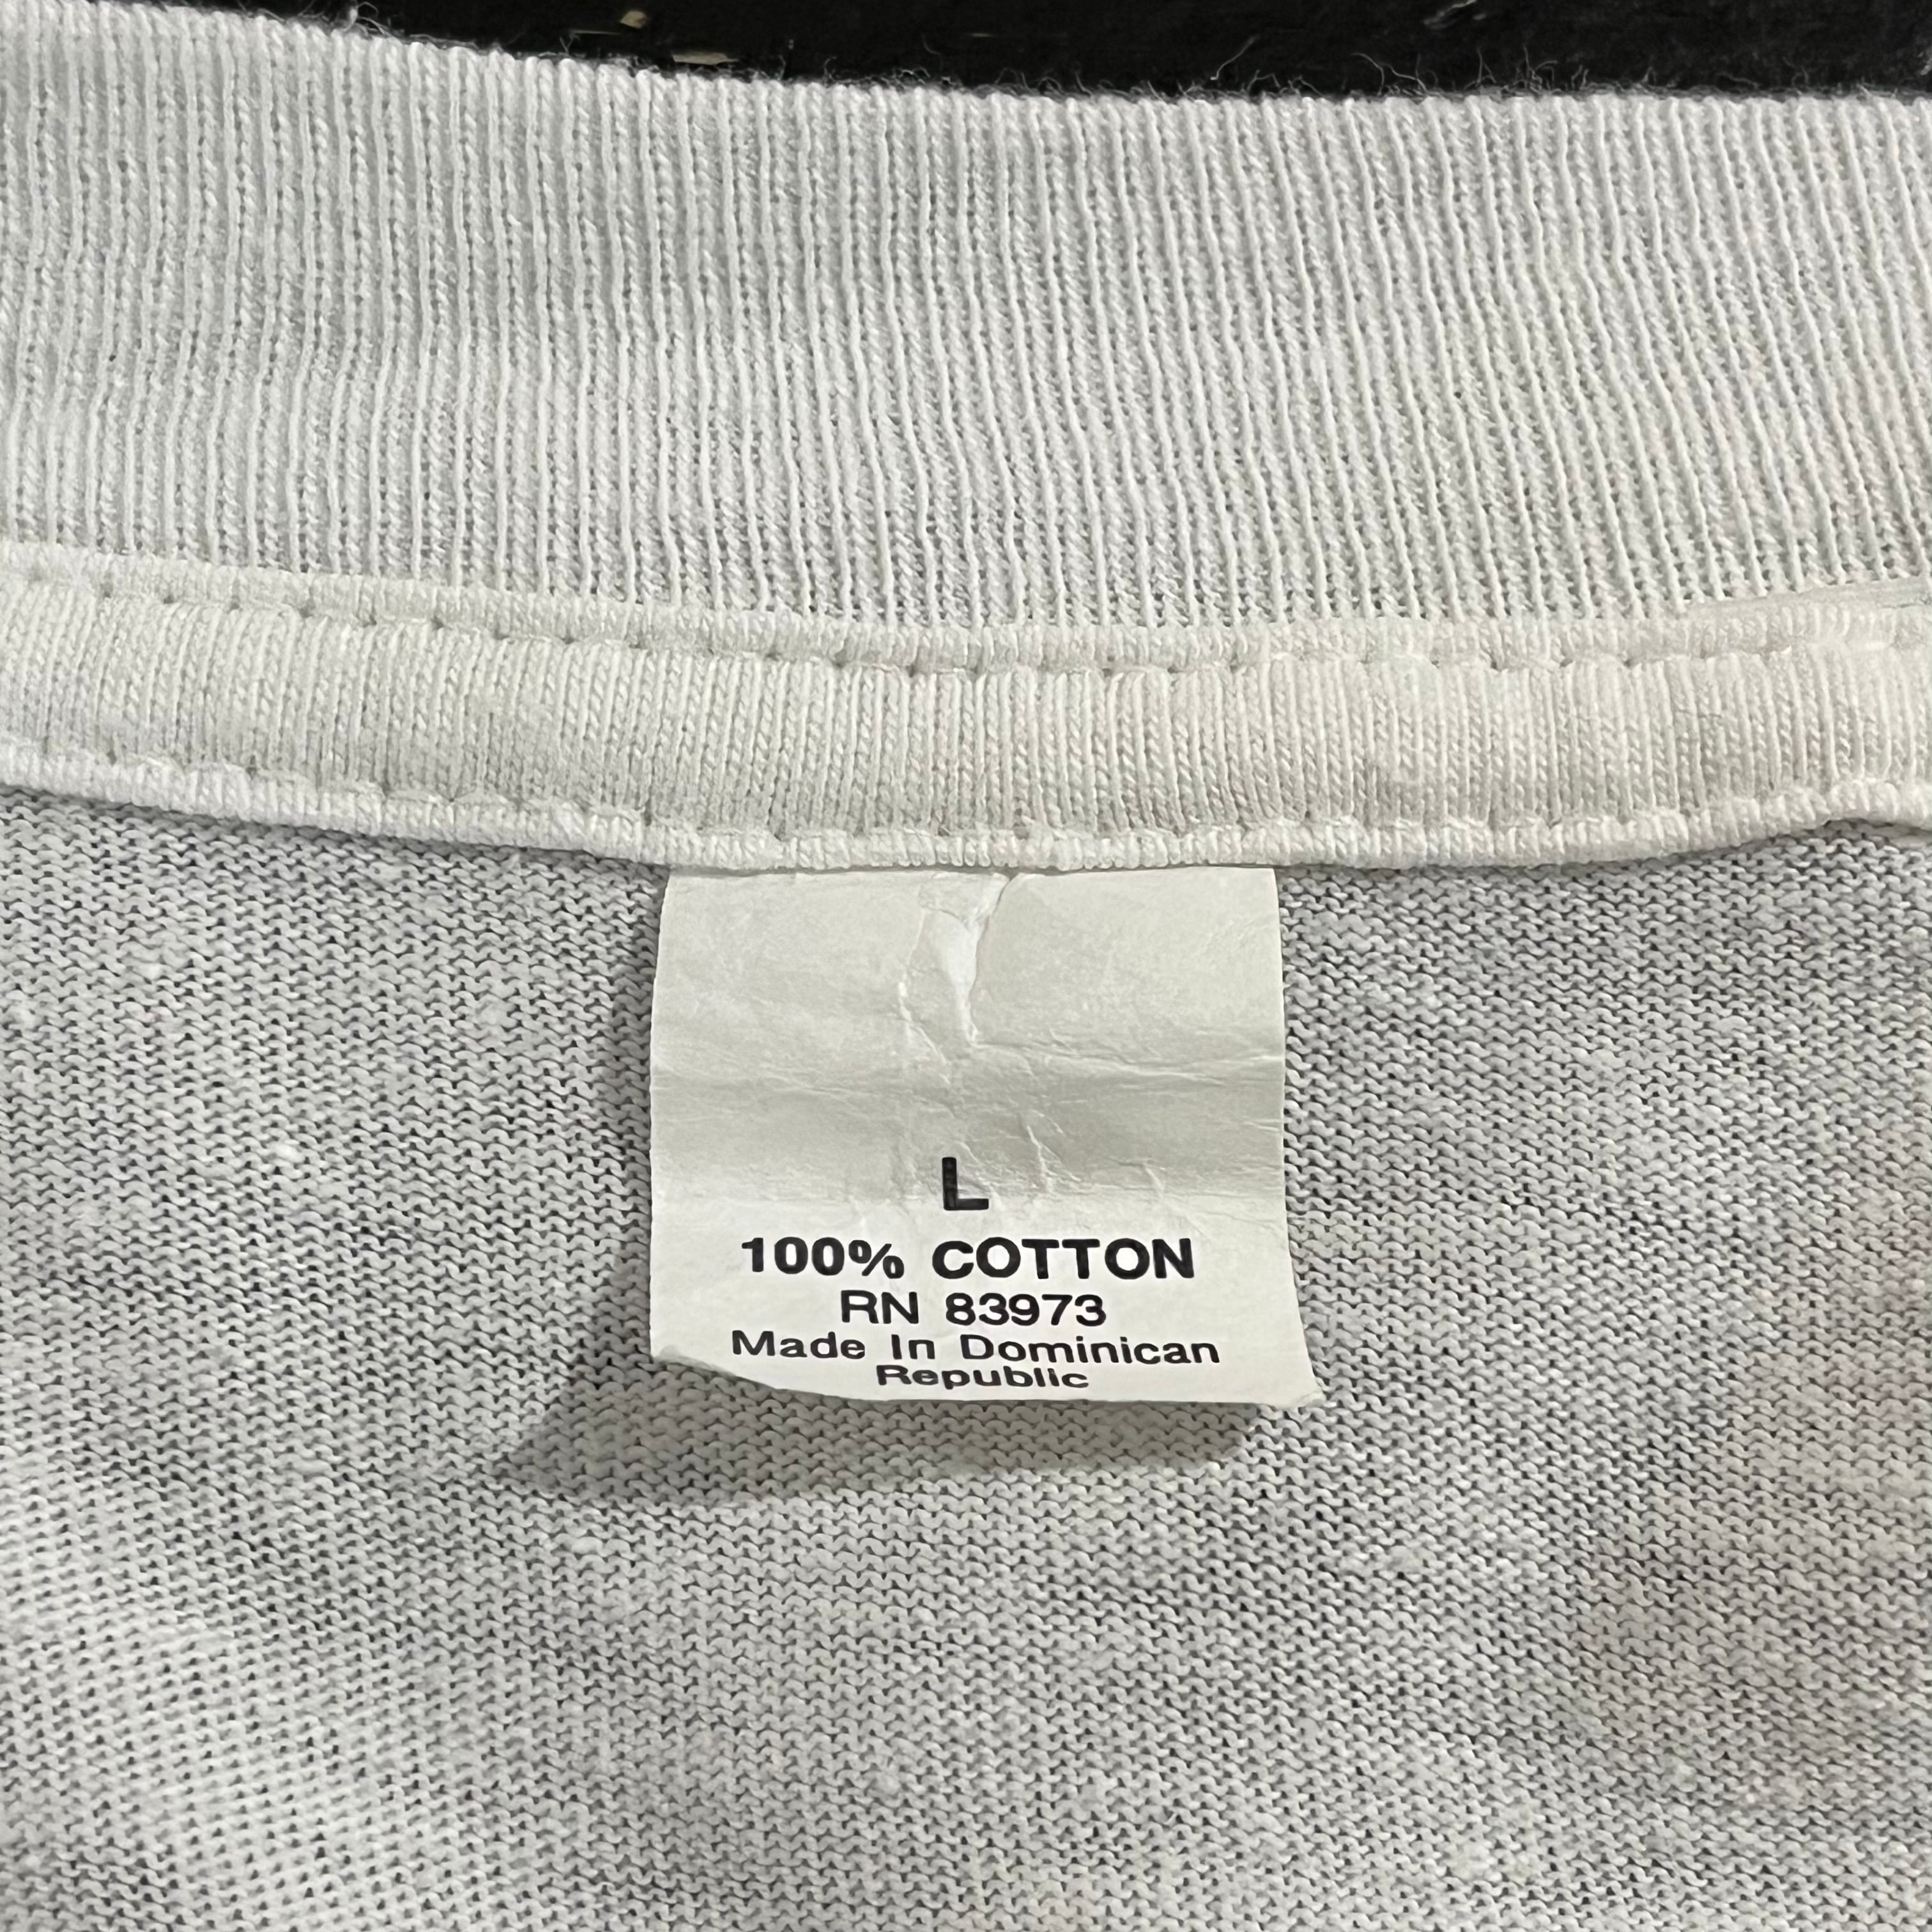 L
100% COTTON
RN 83973
Made In Dominican
Republic